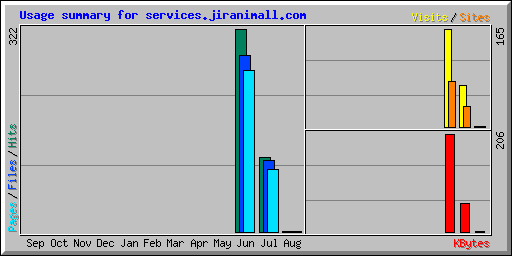 Usage summary for services.jiranimall.com
Visits/Sites
322
165
206
Pages/Files/Hits
Sep Oct Nov Dec Jan Feb Mar Apr May Jun Jul Aug
KBytes